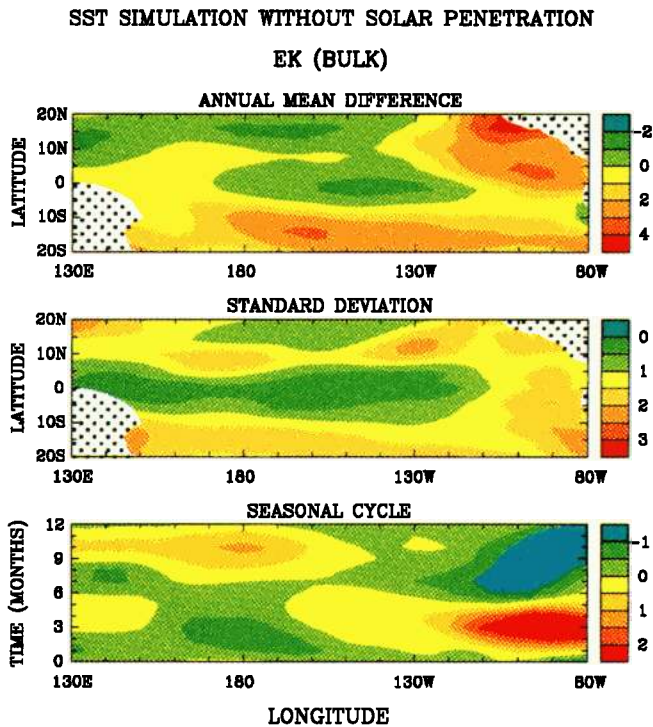 SST SIMULATION WITHOUT SOLAR PENETRATION
EK (BULK)
ANNUAL MEAN DIFFERENCE
LATITUDE
20N
10N
0
10S
20S
130E
180
130W
80W
-2
0
2
4
STANDARD DEVIATION
LATITUDE
20N
10N
0
10S
20S
130E
180
130W
80W
0
1
2
3
SEASONAL CYCLE
TIME (MONTHS)
12
9
6
3
0
130E
180
130W
80W
-1
0
1
2
LONGITUDE